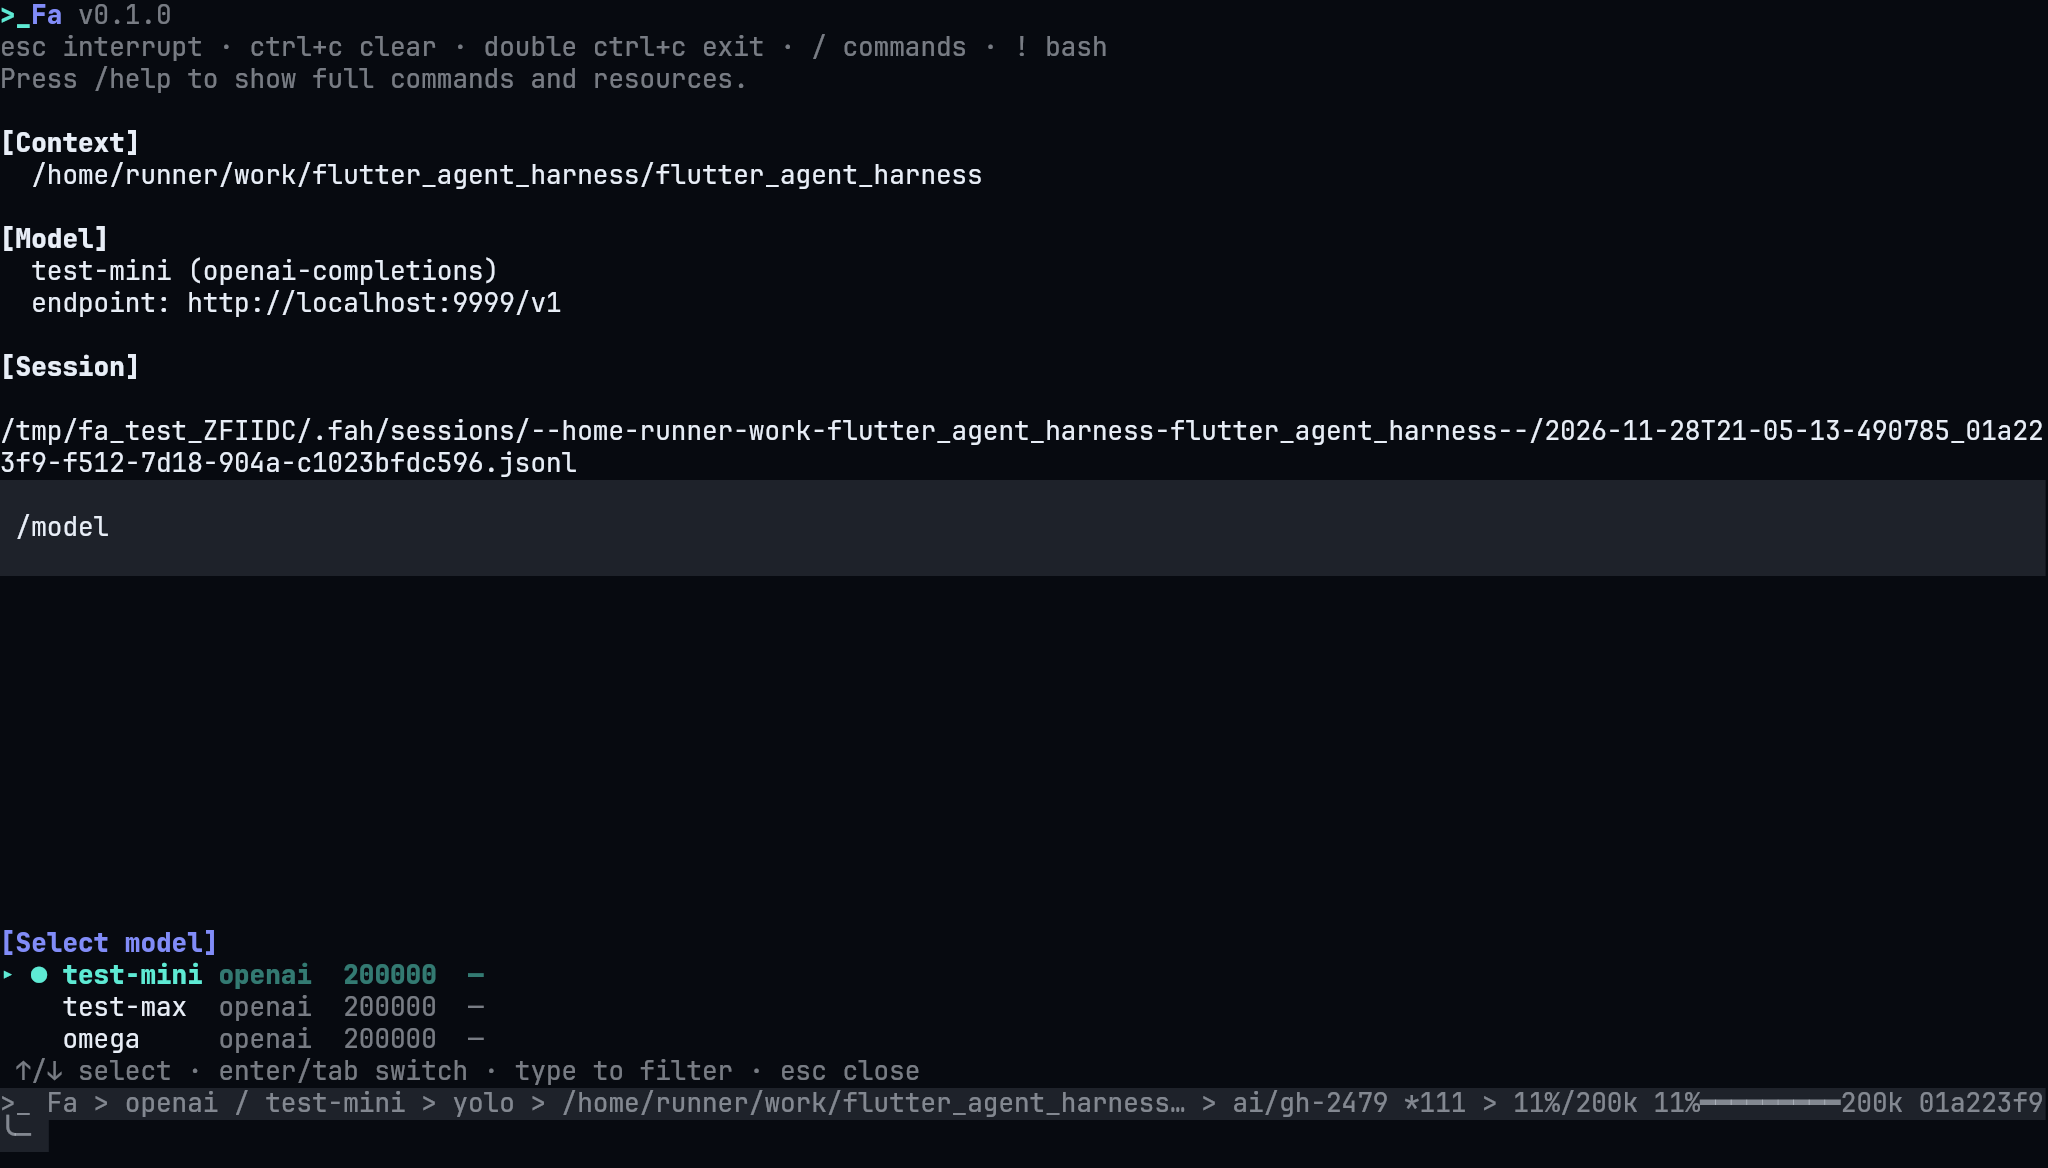 >_Fa v0.1.0
esc interrupt · ctrl+c clear · double ctrl+c exit · / commands · ! bash
Press /help to show full commands and resources.
[Context]
/home/runner/work/flutter_agent_harness/flutter_agent_harness
[Model]
test-mini (openai-completions)
endpoint: http://localhost:9999/v1
[Session]
/tmp/fa_test_ZFIIDC/.fah/sessions/--home-runner-work-flutter_agent_harness-flutter_agent_harness--/2026-11-28T21-05-13-490785_01a22
3f9-f512-7d18-904a-c1023bfdc596.jsonl
/model
[Select model]
▸ ● test-mini openai 200000 —
test-max openai 200000 —
omega openai 200000 —
↑/↓ select · enter/tab switch · type to filter · esc close
>_ Fa > openai / test-mini > yolo > /home/runner/work/flutter_agent_harness… > ai/gh-2479 *111 > 11%/200k 11%━━━━━━━━━200k 01a223f9
╰─